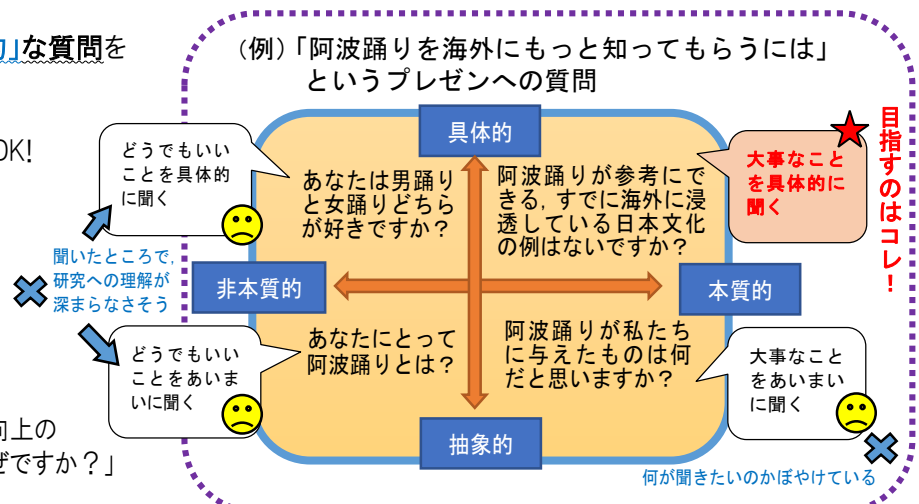 」な質問を
OK!
向上の
ぜですか？」
（例）「阿波踊りを海外にもっと知ってもらうには」
というプレゼンへの質問
具体的
どうでもいい
ことを具体的
に聞く
あなたは男踊り
と女踊りどちら
が好きですか？
阿波踊りが参考にで
きる，すでに海外に浸
透している日本文化
の例はないですか？
大事なこと
を具体的に
聞く
目指すのはコレ！
聞いたところで，
研究への理解が
深まらなさそう
非本質的
本質的
どうでもいい
ことをあいま
いに聞く
あなたにとって
阿波踊りとは？
阿波踊りが私たち
に与えたものは何
だと思いますか？
大事なこと
をあいまい
に聞く
抽象的
何が聞きたいのかぼやけている